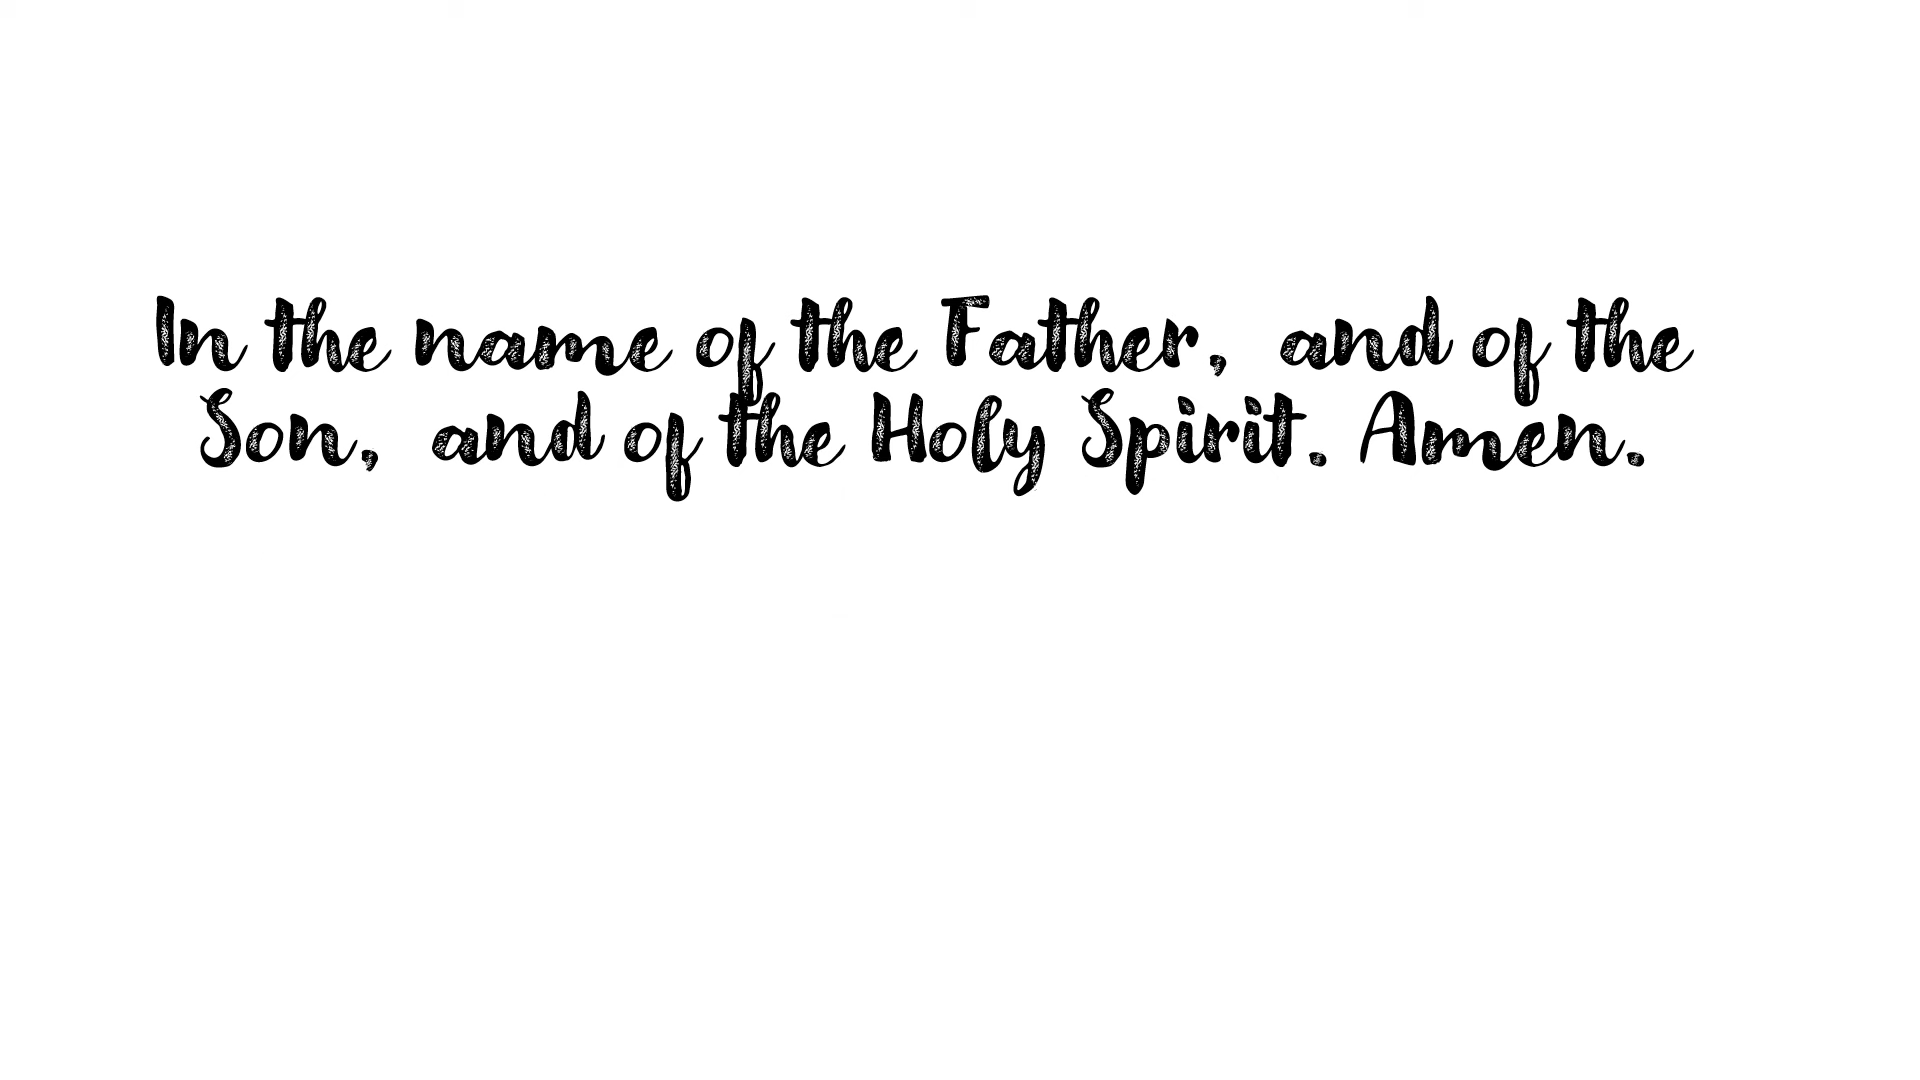 In the name of the Father, and of the
Son, and of the Holy Spirit. Amen.